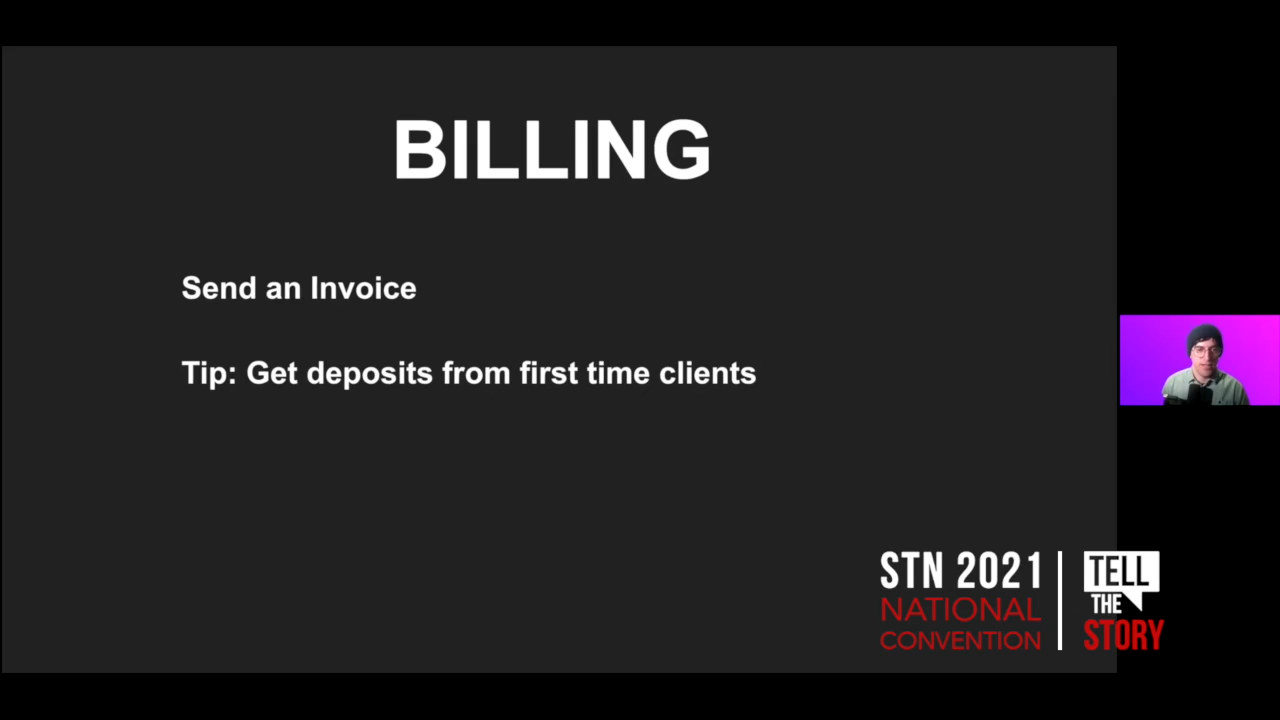 BILLING
Send an Invoice
Tip: Get deposits from first time clients
STN 2021
NATIONAL
CONVENTION
TELL
THE
STORY